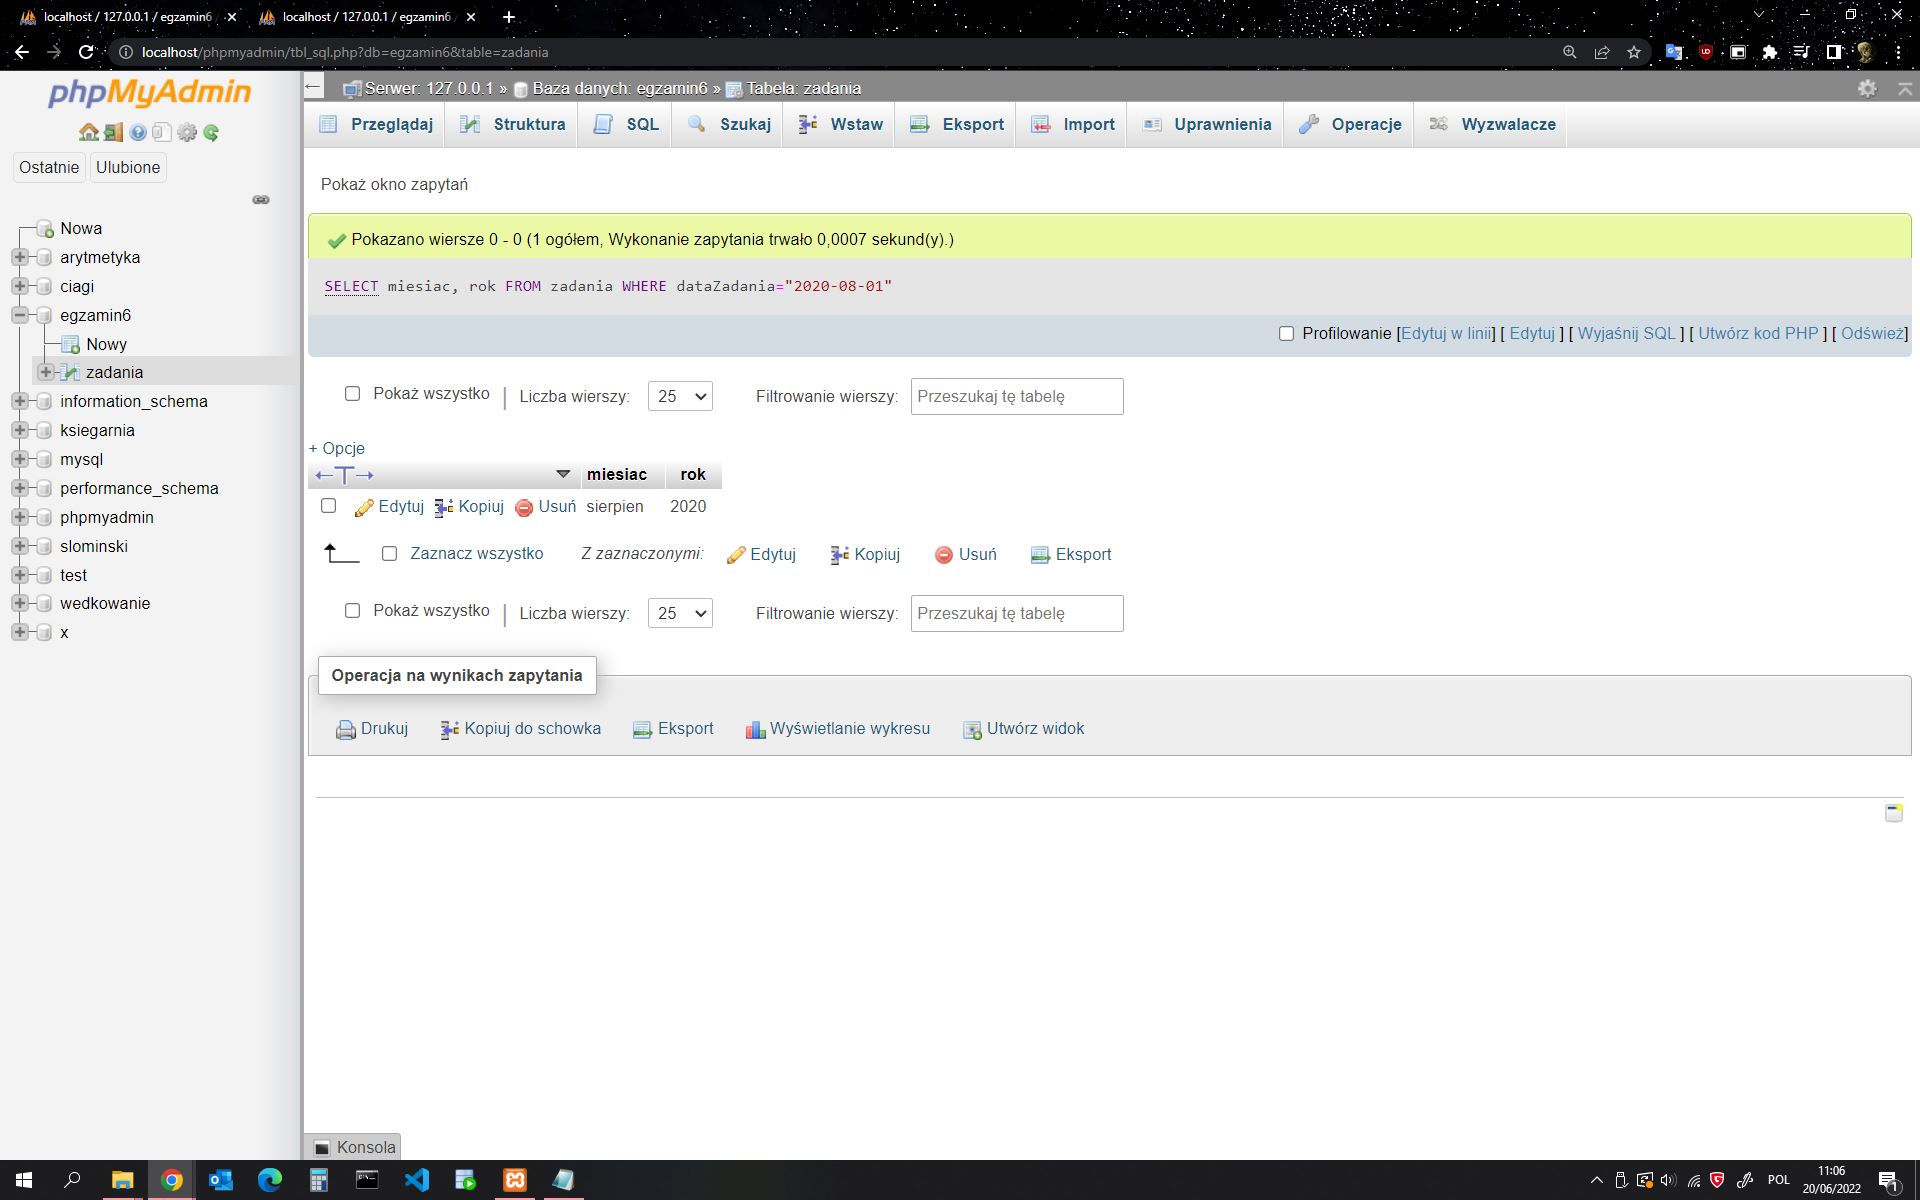 localhost / 127.0.0.1 / egzamin6
localhost / 127.0.0.1 / egzamin6
localhost/phpmyadmin/tbl_sql.php?db=egzamin6&table=zadania
phpMyAdmin
Ostatnie
Ulubione
Nowa
arytmetyka
ciagi
egzamin6
Nowy
zadania
information_schema
ksiegarnia
mysql
performance_schema
phpmyadmin
slominski
test
wedkowanie
x
Serwer: 127.0.0.1 » Baza danych: egzamin6 » Tabela: zadania
Przeglądaj Struktura SQL Szukaj Wstaw Eksport Import Uprawnienia Operacje Wyzwalacze
Pokaż okno zapytań
Pokazano wiersze 0 - 0 (1 ogółem, Wykonanie zapytania trwało 0,0007 sekund(y).)
SELECT miesiac, rok FROM zadania WHERE dataZadania="2020-08-01"
Profilowanie [Edytuj w linii] [ Edytuj ] [ Wyjaśnij SQL ] [ Utwórz kod PHP ] [ Odśwież]
Pokaż wszystko | Liczba wierszy: 25 Filtrowanie wierszy: Przeszukaj tę tabelę
+ Opcje
←T→ miesiac rok
Edytuj Kopiuj Usuń sierpien 2020
Zaznacz wszystko Z zaznaczonymi: Edytuj Kopiuj Usuń Eksport
Pokaż wszystko | Liczba wierszy: 25 Filtrowanie wierszy: Przeszukaj tę tabelę
Operacja na wynikach zapytania
Drukuj Kopiuj do schowka Eksport Wyświetlanie wykresu Utwórz widok
Konsola
POL
11:06
20/06/2022
1